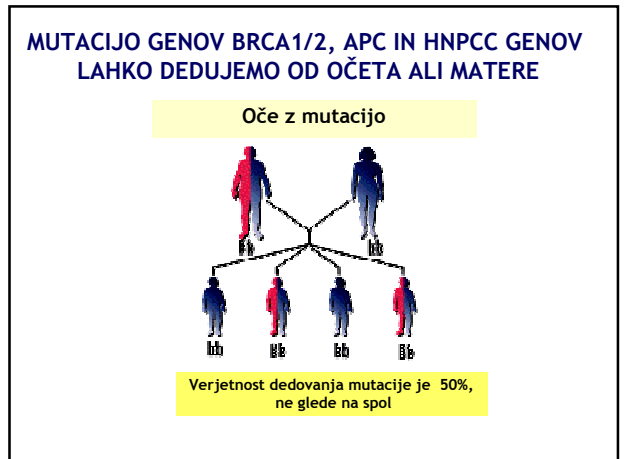 MUTACIJO GENOV BRCA1/2, APC IN HNPCC GENOV
LAHKO DEDUJEMO OD OČETA ALI MATERE
Oče z mutacijo
Verjetnost dedovanja mutacije je 50%,
ne glede na spol